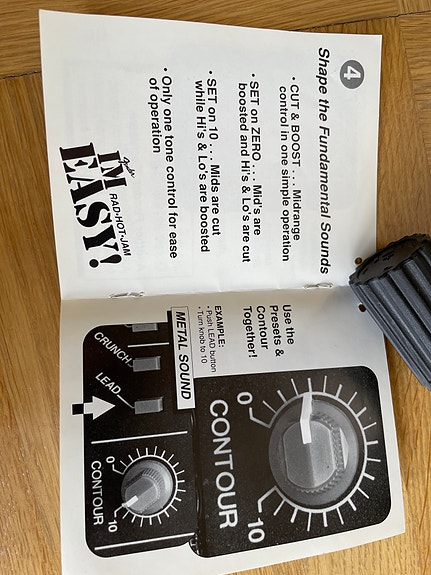 4
Shape the Fundamental Sounds
• CUT & BOOST . . . Midrange
control in one simple operation
• SET on ZERO . . . Mid's are
boosted and Hi's & Lo's are cut
• SET on 10 . . . Mids are cut
while Hi's & Lo's are boosted
• Only one tone control for ease
of operation
IM
RAD•HOT•JAM
EASY!
Use the
Presets &
Contour
Together!
EXAMPLE:
• Push LEAD button
• Turn knob to 10
METAL SOUND
CRUNCH
LEAD
0
10
CONTOUR
0
10
CONTOUR